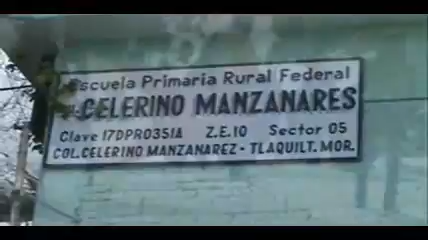 Escuela Primaria Rural Federal
CELERINO MANZANARES
Clave 17DPR0351A Z.E.10 Sector 05
COL.CELERINO MANZANAREZ - TLAQUILT. MOR.